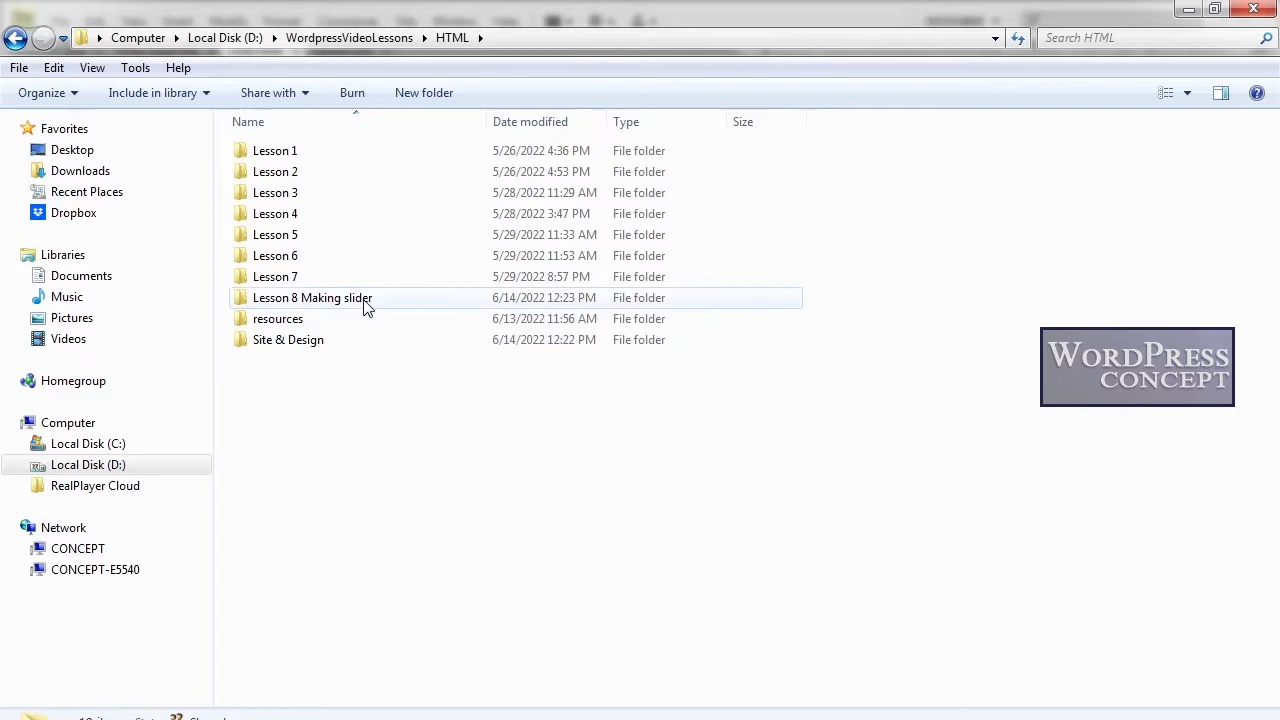 Computer Local Disk (D:) WordpressVideoLessons HTML Search HTML
File Edit View Tools Help
Organize Include in library Share with Burn New folder
Name Date modified Type Size
Favorites
Desktop
Downloads
Recent Places
Dropbox
Libraries
Documents
Music
Pictures
Videos
Homegroup
Computer
Local Disk (C:)
Local Disk (D:)
RealPlayer Cloud
Network
CONCEPT
CONCEPT-E5540
Lesson 1 5/26/2022 4:36 PM File folder
Lesson 2 5/26/2022 4:53 PM File folder
Lesson 3 5/28/2022 11:29 AM File folder
Lesson 4 5/28/2022 3:47 PM File folder
Lesson 5 5/29/2022 11:33 AM File folder
Lesson 6 5/29/2022 11:53 AM File folder
Lesson 7 5/29/2022 8:57 PM File folder
Lesson 8 Making slider 6/14/2022 12:23 PM File folder
resources 6/13/2022 11:56 AM File folder
Site & Design 6/14/2022 12:22 PM File folder
WORDPRESS
CONCEPT